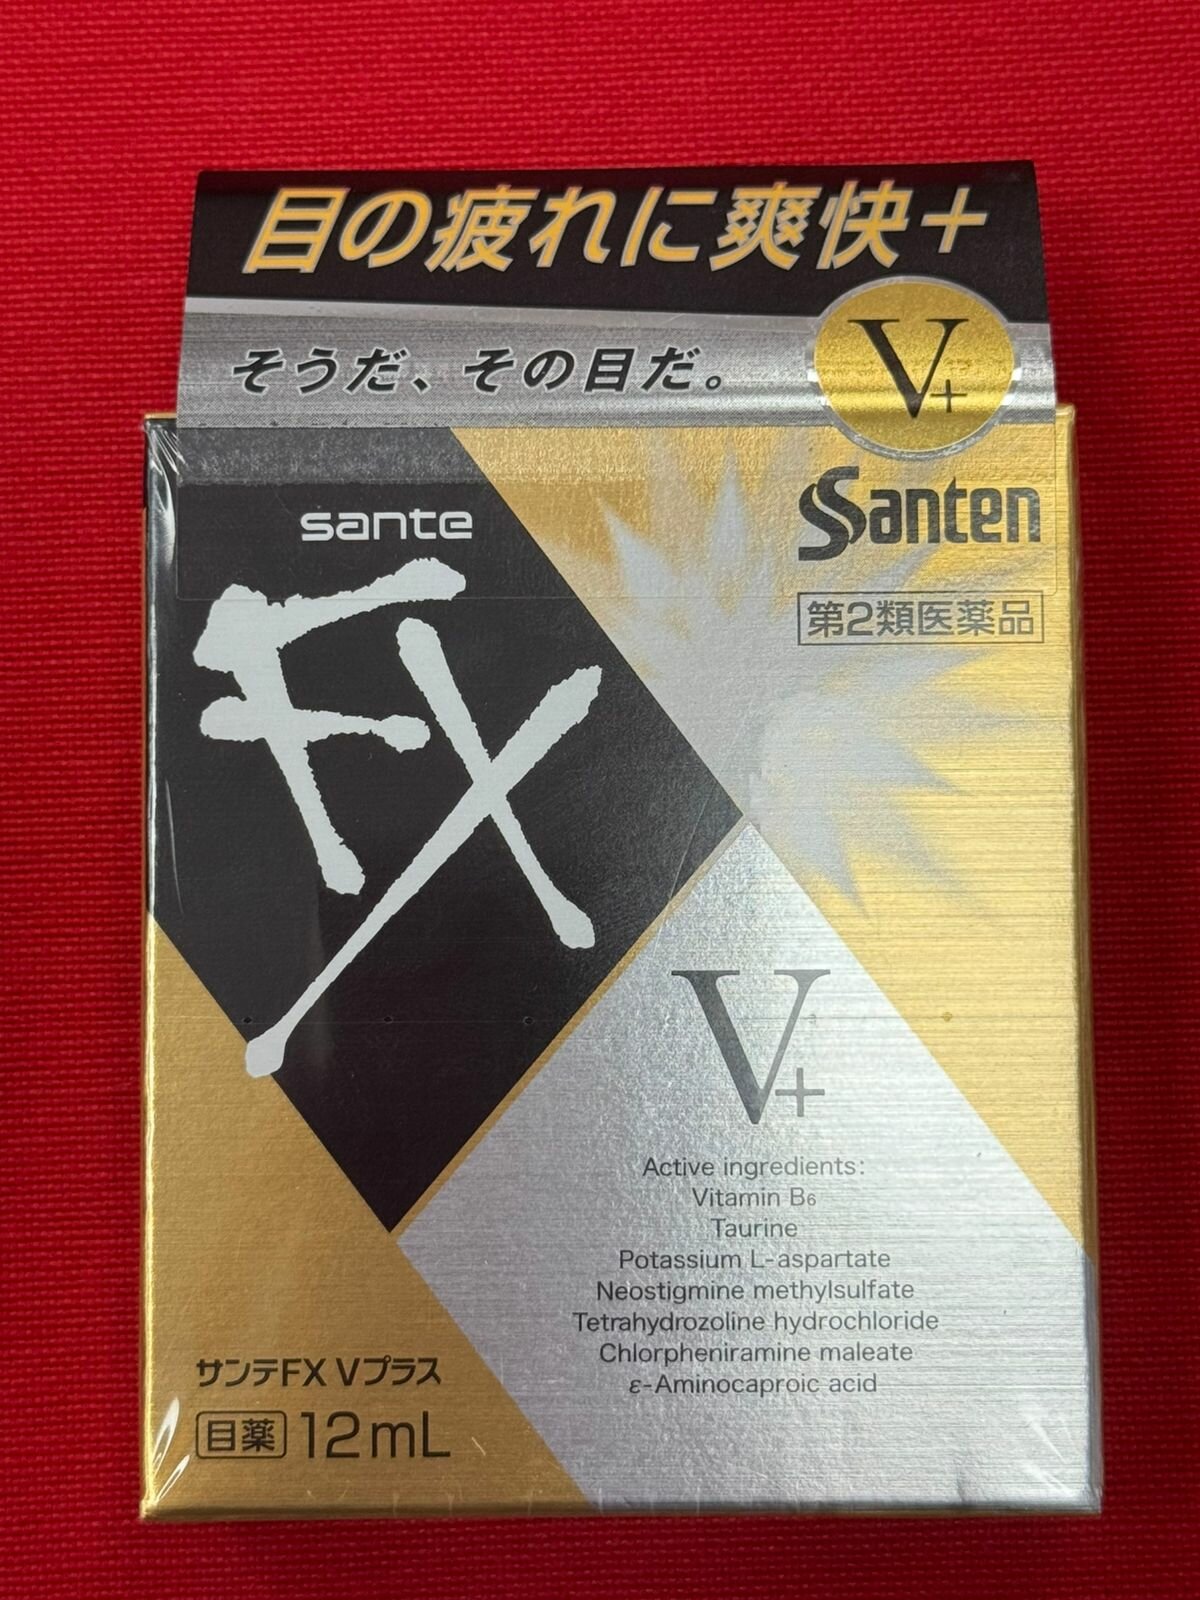 目の疲れに爽快+
そうだ、その目だ。
V+
Santen
第2類医薬品
sante
FX
V+
Active ingredients:
Vitamin B6
Taurine
Potassium L-aspartate
Neostigmine methylsulfate
Tetrahydrozoline hydrochloride
Chlorpheniramine maleate
ε-Aminocaproic acid
サンテFX Vプラス
目薬 12mL